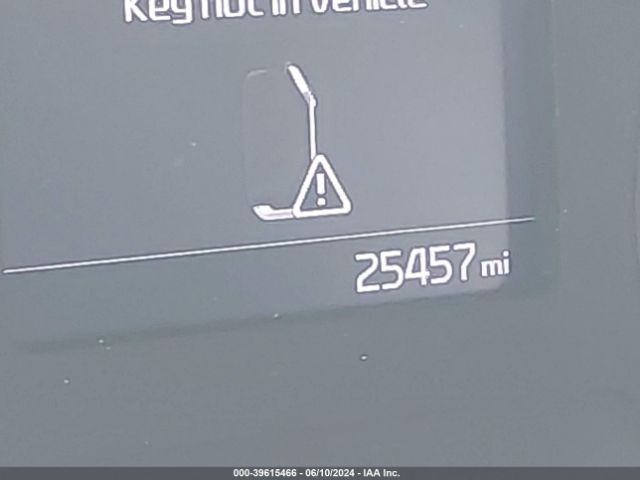 Key not in vehicle
25457 mi
000-39615466 - 06/10/2024 - IAA Inc.